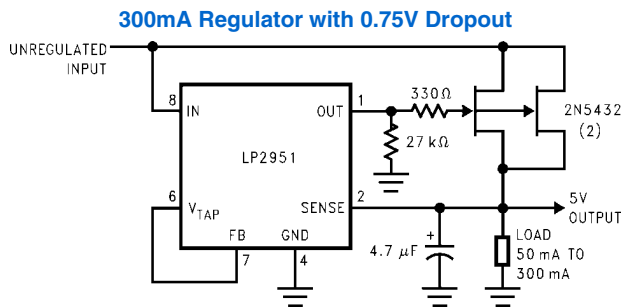 300mA Regulator with 0.75V Dropout
UNREGULATED
INPUT
8
IN
OUT
1
330Ω
2N5432
(2)
27 kΩ
LP2951
6
VTAP
SENSE
2
5V
OUTPUT
FB
7
GND
4
4.7 μF
+
LOAD
50 mA TO
300 mA